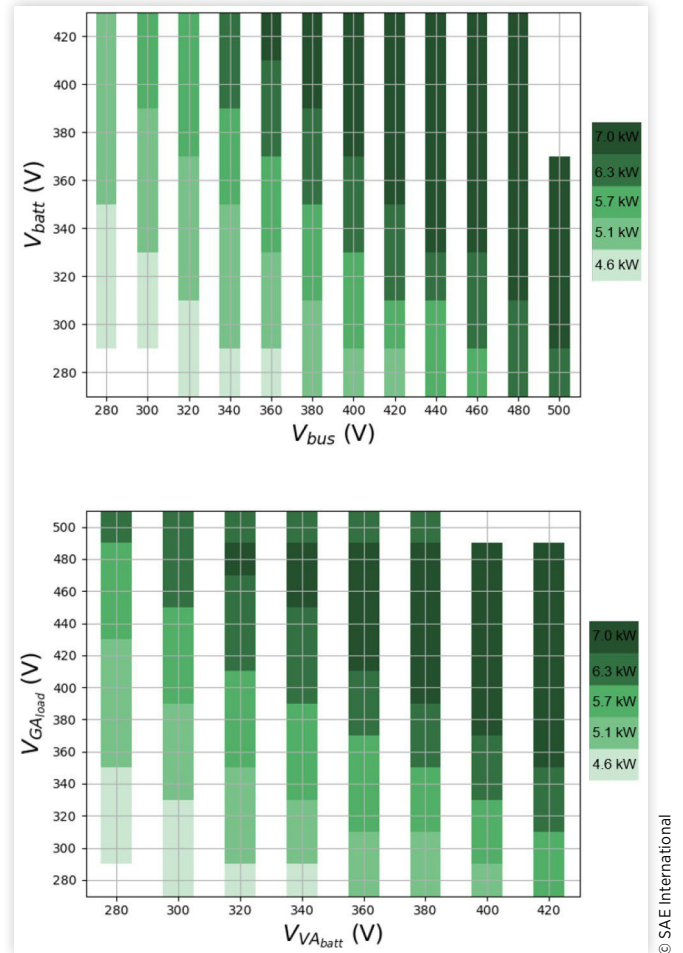 420
400
380
360
340
320
300
280
V_batt (V)
280 300 320 340 360 380 400 420 440 460 480 500
V_bus (V)
7.0 kW
6.3 kW
5.7 kW
5.1 kW
4.6 kW
500
480
460
440
420
400
380
360
340
320
300
280
V_GA_load (V)
280 300 320 340 360 380 400 420
V_VA_batt (V)
7.0 kW
6.3 kW
5.7 kW
5.1 kW
4.6 kW
© SAE International